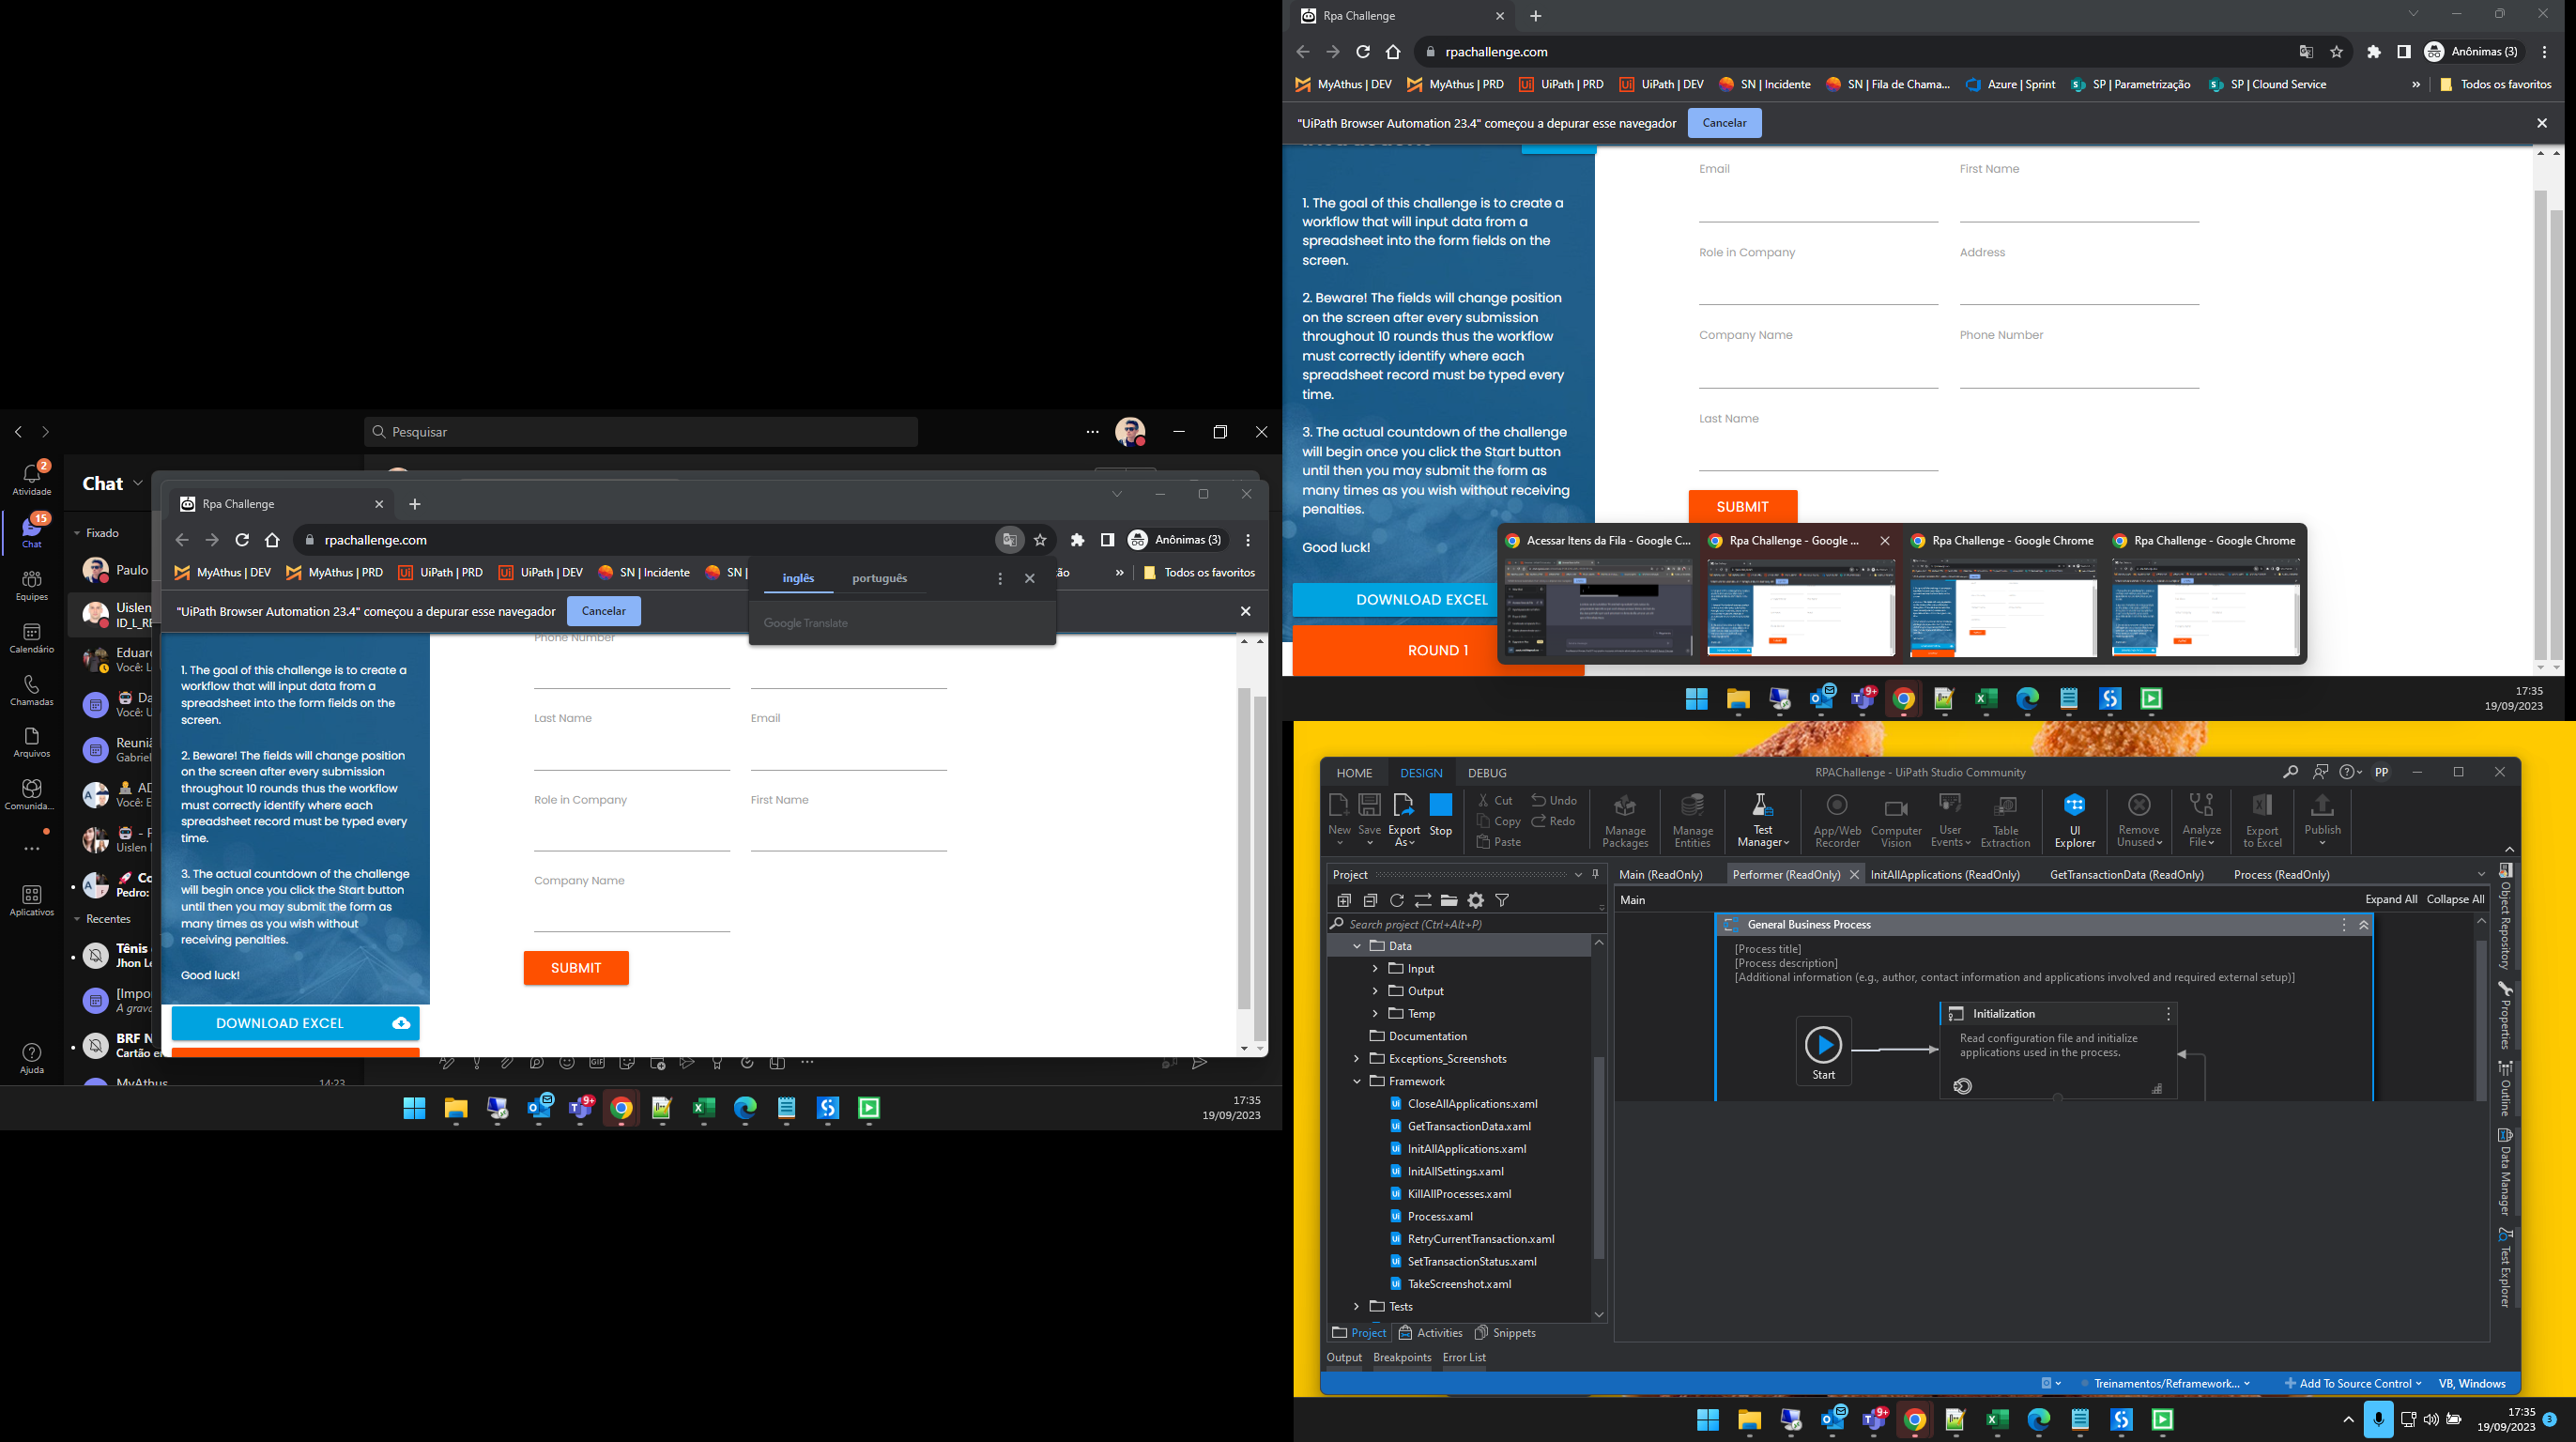 Pesquisar
2
Atividade
15
Chat
Equipes
Calendário
Chamadas
Arquivos
Comunida...
Aplicativos
Ajuda
Chat
Fixado
Paulo
Uislen
ID_L_RE
Eduar
Você: L
Você: U
Reuniã
Gabriel
Você: E
Uislen
Pedro:
Recentes
Tênis
Jhon Le
[Impor
A grava
BRF N
Cartão e
MyAthus
14:23
Rpa Challenge
rpachallenge.com
Anônimas (3)
MyAthus | DEV
MyAthus | PRD
UiPath | PRD
UiPath | DEV
SN | Incidente
SN |
»
Todos os favoritos
inglês
português
Google Translate
"UiPath Browser Automation 23.4" começou a depurar esse navegador
Cancelar
1. The goal of this challenge is to create a
workflow that will input data from a
spreadsheet into the form fields on the
screen.
2. Beware! The fields will change position
on the screen after every submission
throughout 10 rounds thus the workflow
must correctly identify where each
spreadsheet record must be typed every
time.
3. The actual countdown of the challenge
will begin once you click the Start button
until then you may submit the form as
many times as you wish without
receiving penalties.
Good luck!
DOWNLOAD EXCEL
Phone Number
Last Name
Email
Role in Company
First Name
Company Name
SUBMIT
GIF
9+
17:35
19/09/2023
Rpa Challenge
rpachallenge.com
Anônimas (3)
MyAthus | DEV
MyAthus | PRD
UiPath | PRD
UiPath | DEV
SN | Incidente
SN | Fila de Chama...
Azure | Sprint
SP | Parametrização
SP | Clound Service
»
Todos os favoritos
"UiPath Browser Automation 23.4" começou a depurar esse navegador
Cancelar
1. The goal of this challenge is to create a
workflow that will input data from a
spreadsheet into the form fields on the
screen.
2. Beware! The fields will change position
on the screen after every submission
throughout 10 rounds thus the workflow
must correctly identify where each
spreadsheet record must be typed every
time.
3. The actual countdown of the challenge
will begin once you click the Start button
until then you may submit the form as
many times as you wish without receiving
penalties.
Good luck!
DOWNLOAD EXCEL
ROUND 1
Email
First Name
Role in Company
Address
Company Name
Phone Number
Last Name
SUBMIT
Acessar Itens da Fila - Google C...
Rpa Challenge - Google ...
Rpa Challenge - Google Chrome
Rpa Challenge - Google Chrome
9+
17:35
19/09/2023
HOME
DESIGN
DEBUG
RPAChallenge - UiPath Studio Community
PP
New
Save
Export As
Stop
Cut
Copy
Paste
Undo
Redo
Manage Packages
Manage Entities
Test Manager
App/Web Recorder
Computer Vision
User Events
Table Extraction
UI Explorer
Remove Unused
Analyze File
Export to Excel
Publish
Project
Search project (Ctrl+Alt+P)
Data
Input
Output
Temp
Documentation
Exceptions_Screenshots
Framework
CloseAllApplications.xaml
GetTransactionData.xaml
InitAllApplications.xaml
InitAllSettings.xaml
KillAllProcesses.xaml
Process.xaml
RetryCurrentTransaction.xaml
SetTransactionStatus.xaml
TakeScreenshot.xaml
Tests
Project
Activities
Snippets
Main (ReadOnly)
Performer (ReadOnly)
InitAllApplications (ReadOnly)
GetTransactionData (ReadOnly)
Process (ReadOnly)
Main
Expand All
Collapse All
General Business Process
[Process title]
[Process description]
[Additional information (e.g., author, contact information and applications involved and required external setup)]
Start
Initialization
Read configuration file and initialize
applications used in the process.
Object Repository
Properties
Outline
Data Manager
Test Explorer
Output
Breakpoints
Error List
Treinamentos/Reframework...
Add To Source Control
VB, Windows
9+
17:35
19/09/2023
3